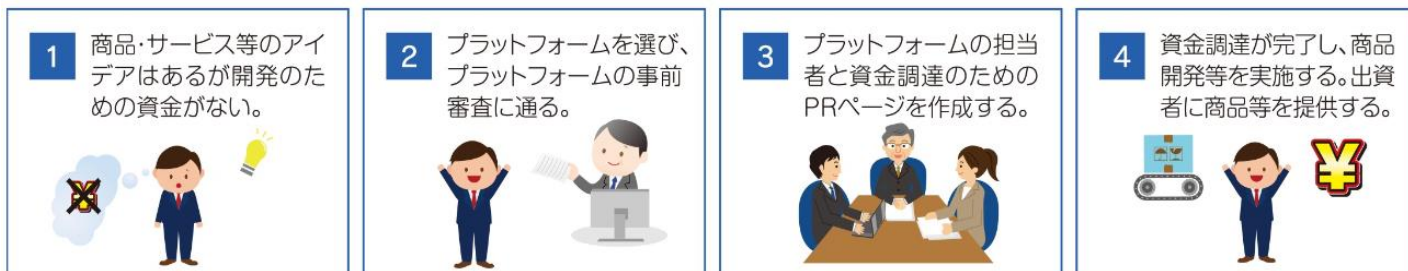 1
商品・サービス等のアイ
デアはあるが開発のた
めの資金がない。
2
プラットフォームを選び、
プラットフォームの事前
審査に通る。
3
プラットフォームの担当
者と資金調達のための
PRページを作成する。
4
資金調達が完了し、商品
開発等を実施する。出資
者に商品等を提供する。
¥
¥